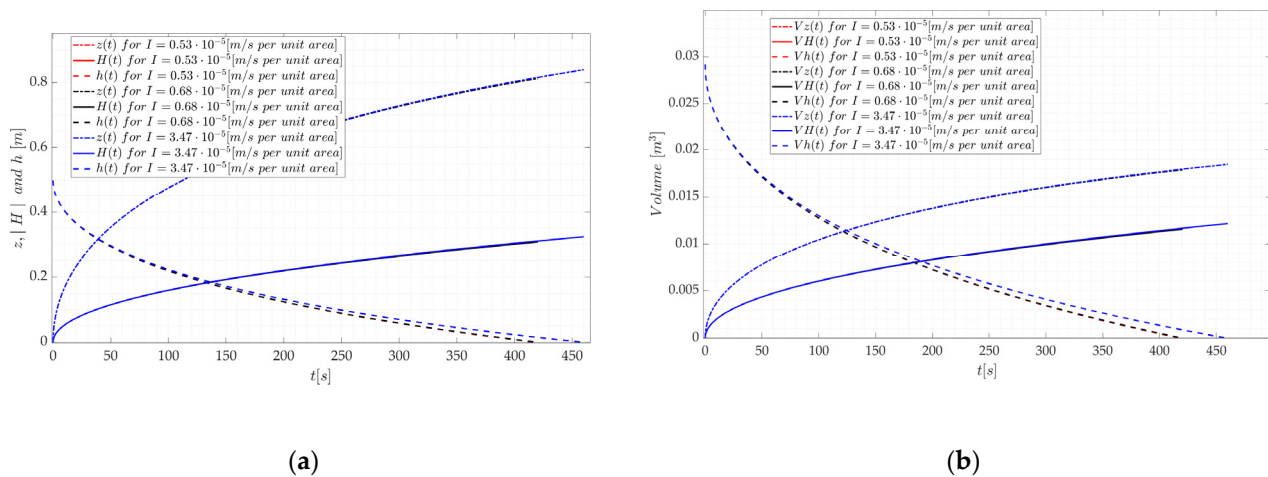 z(t) for I = 0.53 · 10⁻⁵[m/s per unit area]
H(t) for I = 0.53 · 10⁻⁵[m/s per unit area]
h(t) for I = 0.53 · 10⁻⁵[m/s per unit area]
z(t) for I = 0.68 · 10⁻⁵[m/s per unit area]
H(t) for I = 0.68 · 10⁻⁵[m/s per unit area]
h(t) for I = 0.68 · 10⁻⁵[m/s per unit area]
z(t) for I = 3.47 · 10⁻⁵[m/s per unit area]
H(t) for I = 3.47 · 10⁻⁵[m/s per unit area]
h(t) for I = 3.47 · 10⁻⁵[m/s per unit area]
z, | H | and h [m]
0.8
0.6
0.4
0.2
0
0 50 100 150 200 250 300 350 400 450
t[s]
(a)
Vz(t) for I = 0.53 · 10⁻⁵[m/s per unit area]
VH(t) for I = 0.53 · 10⁻⁵[m/s per unit area]
Vh(t) for I = 0.53 · 10⁻⁵[m/s per unit area]
Vz(t) for I = 0.68 · 10⁻⁵[m/s per unit area]
VH(t) for I = 0.68 · 10⁻⁵[m/s per unit area]
Vh(t) for I = 0.68 · 10⁻⁵[m/s per unit area]
Vz(t) for I = 3.47 · 10⁻⁵[m/s per unit area]
VH(t) for I = 3.47 · 10⁻⁵[m/s per unit area]
Vh(t) for I = 3.47 · 10⁻⁵[m/s per unit area]
Volume [m³]
0.03
0.025
0.02
0.015
0.01
0.005
0
0 50 100 150 200 250 300 350 400 450
t[s]
(b)